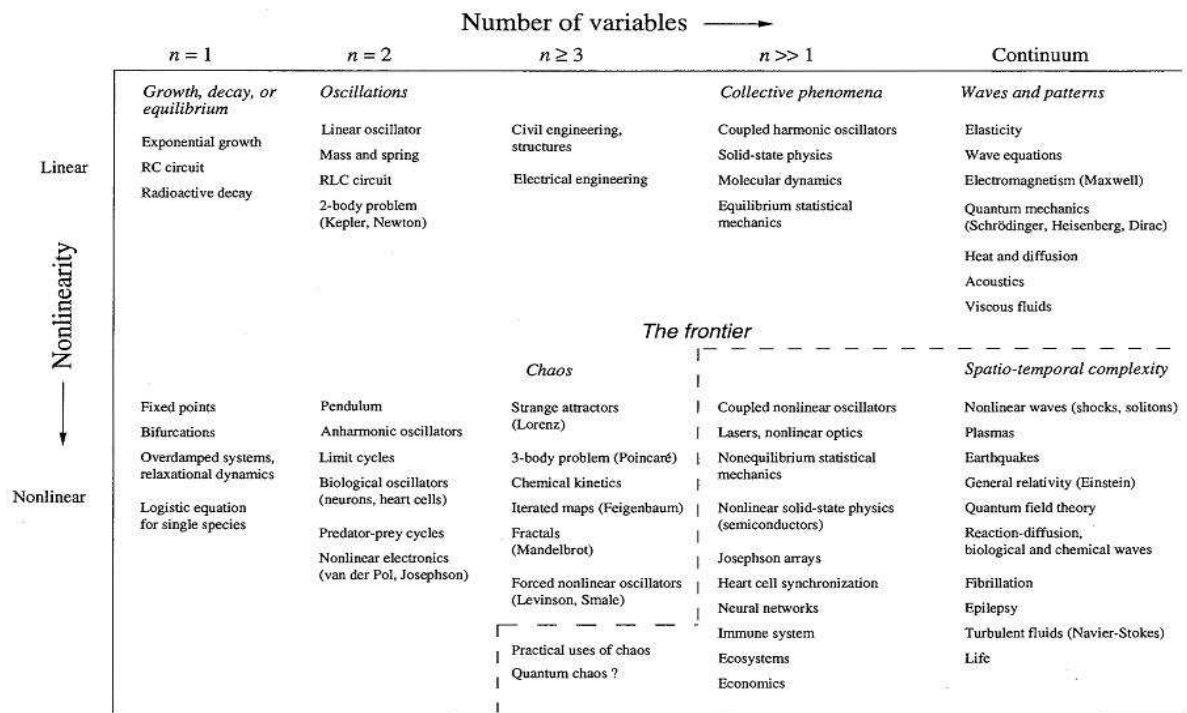 Number of variables
n = 1
n = 2
n ≥ 3
n >> 1
Continuum
Linear
Nonlinearity
Nonlinear
Growth, decay, or
equilibrium
Exponential growth
RC circuit
Radioactive decay
Oscillations
Linear oscillator
Mass and spring
RLC circuit
2-body problem
(Kepler, Newton)
Civil engineering,
structures
Electrical engineering
Collective phenomena
Coupled harmonic oscillators
Solid-state physics
Molecular dynamics
Equilibrium statistical
mechanics
Waves and patterns
Elasticity
Wave equations
Electromagnetism (Maxwell)
Quantum mechanics
(Schrödinger, Heisenberg, Dirac)
Heat and diffusion
Acoustics
Viscous fluids
The frontier
Fixed points
Bifurcations
Overdamped systems,
relaxational dynamics
Logistic equation
for single species
Pendulum
Anharmonic oscillators
Limit cycles
Biological oscillators
(neurons, heart cells)
Predator-prey cycles
Nonlinear electronics
(van der Pol, Josephson)
Chaos
Strange attractors
(Lorenz)
3-body problem (Poincaré)
Chemical kinetics
Iterated maps (Feigenbaum)
Fractals
(Mandelbrot)
Forced nonlinear oscillators
(Levinson, Smale)
Practical uses of chaos
Quantum chaos ?
Coupled nonlinear oscillators
Lasers, nonlinear optics
Nonequilibrium statistical
mechanics
Nonlinear solid-state physics
(semiconductors)
Josephson arrays
Heart cell synchronization
Neural networks
Immune system
Ecosystems
Economics
Spatio-temporal complexity
Nonlinear waves (shocks, solitons)
Plasmas
Earthquakes
General relativity (Einstein)
Quantum field theory
Reaction-diffusion,
biological and chemical waves
Fibrillation
Epilepsy
Turbulent fluids (Navier-Stokes)
Life